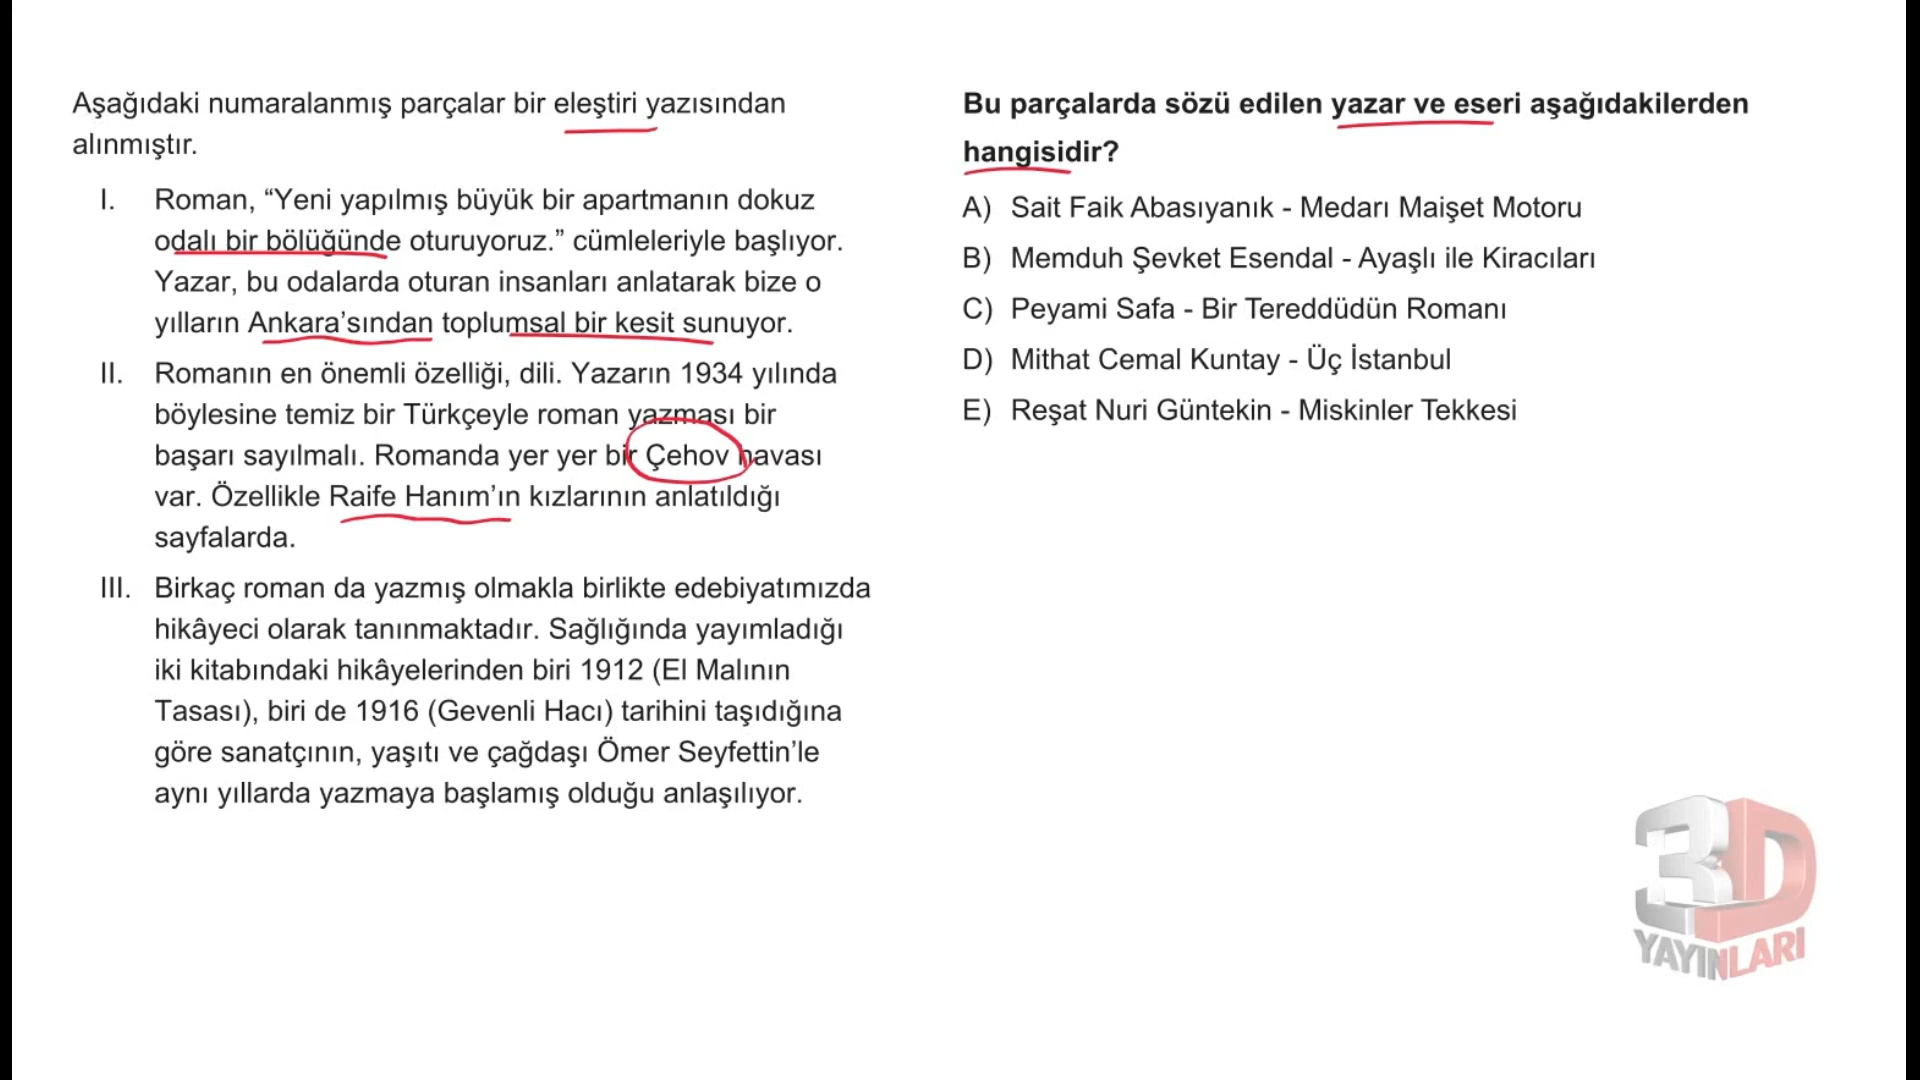 Aşağıdaki numaralanmış parçalar bir eleştiri yazısından
alınmıştır.
I. Roman, “Yeni yapılmış büyük bir apartmanın dokuz
odalı bir bölüğünde oturuyoruz.” cümleleriyle başlıyor.
Yazar, bu odalarda oturan insanları anlatarak bize o
yılların Ankara’sından toplumsal bir kesit sunuyor.
II. Romanın en önemli özelliği, dili. Yazarın 1934 yılında
böylesine temiz bir Türkçeyle roman yazması bir
başarı sayılmalı. Romanda yer yer bir Çehov havası
var. Özellikle Raife Hanım’ın kızlarının anlatıldığı
sayfalarda.
III. Birkaç roman da yazmış olmakla birlikte edebiyatımızda
hikâyeci olarak tanınmaktadır. Sağlığında yayımladığı
iki kitabındaki hikâyelerinden biri 1912 (El Malının
Tasası), biri de 1916 (Gevenli Hacı) tarihini taşıdığına
göre sanatçının, yaşıtı ve çağdaşı Ömer Seyfettin’le
aynı yıllarda yazmaya başlamış olduğu anlaşılıyor.
Bu parçalarda sözü edilen yazar ve eseri aşağıdakilerden
hangisidir?
A) Sait Faik Abasıyanık - Medarı Maişet Motoru
B) Memduh Şevket Esendal - Ayaşlı ile Kiracıları
C) Peyami Safa - Bir Tereddüdün Romanı
D) Mithat Cemal Kuntay - Üç İstanbul
E) Reşat Nuri Güntekin - Miskinler Tekkesi
3D
YAYINLARI